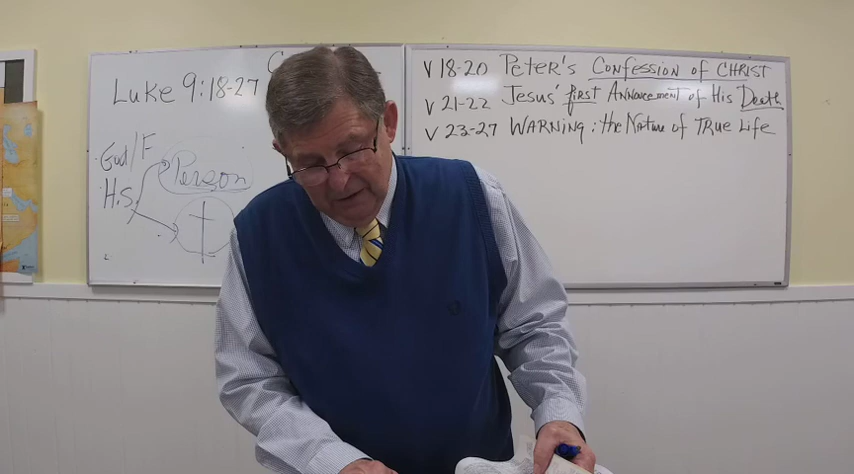 Luke 9:18-27
God/F
Person
H.S.
V 18-20 Peter's Confession of Christ
V 21-22 Jesus' first Announcement of His Death
V 23-27 WARNING: the Nature of TRUE Life